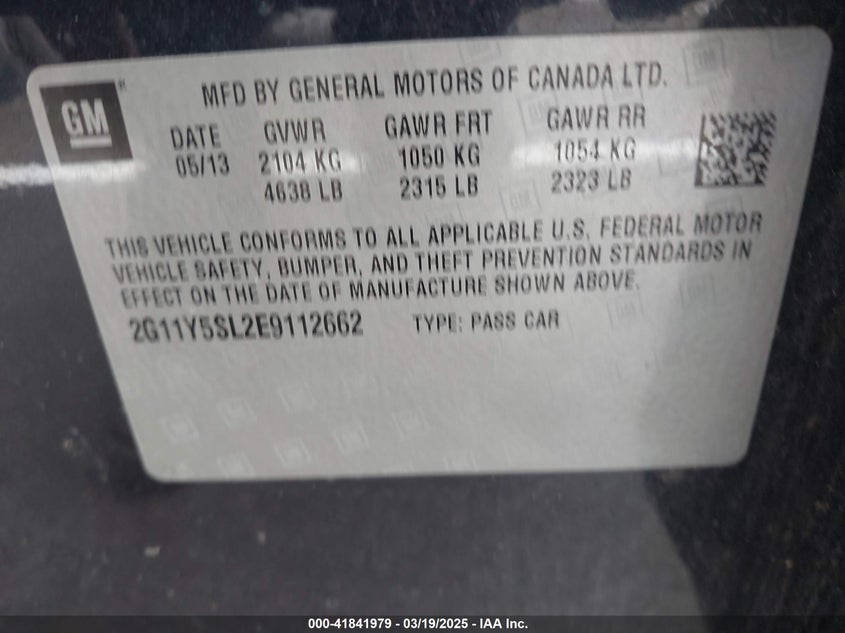 GM
MFD BY GENERAL MOTORS OF CANADA LTD.
DATE GVWR GAWR FRT GAWR RR
05/13 2104 KG 1050 KG 1054 KG
4638 LB 2315 LB 2323 LB
THIS VEHICLE CONFORMS TO ALL APPLICABLE U.S. FEDERAL MOTOR
VEHICLE SAFETY, BUMPER, AND THEFT PREVENTION STANDARDS IN
EFFECT ON THE DATE OF MANUFACTURE SHOWN ABOVE.
2G11Y5SL2E9112662 TYPE: PASS CAR
000-41841979 - 03/19/2025 - IAA Inc.